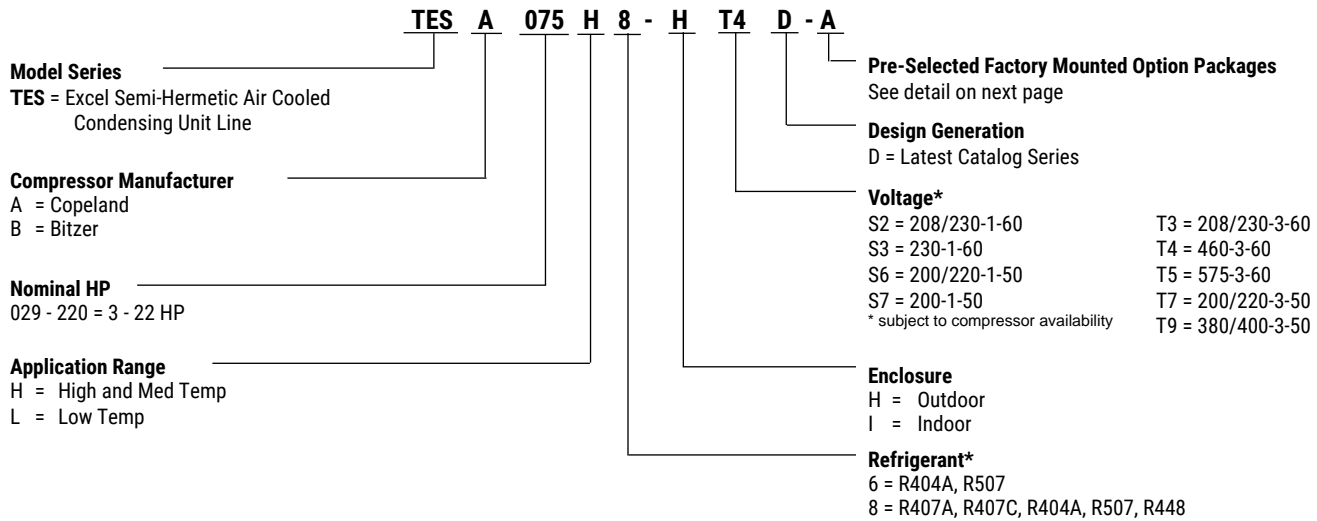 TES A 075 H 8 - H T4 D - A
Model Series
TES = Excel Semi-Hermetic Air Cooled
Condensing Unit Line
Compressor Manufacturer
A = Copeland
B = Bitzer
Nominal HP
029 - 220 = 3 - 22 HP
Application Range
H = High and Med Temp
L = Low Temp
Pre-Selected Factory Mounted Option Packages
See detail on next page
Design Generation
D = Latest Catalog Series
Voltage*
S2 = 208/230-1-60 T3 = 208/230-3-60
S3 = 230-1-60 T4 = 460-3-60
S6 = 200/220-1-50 T5 = 575-3-60
S7 = 200-1-50 T7 = 200/220-3-50
* subject to compressor availability T9 = 380/400-3-50
Enclosure
H = Outdoor
I = Indoor
Refrigerant*
6 = R404A, R507
8 = R407A, R407C, R404A, R507, R448